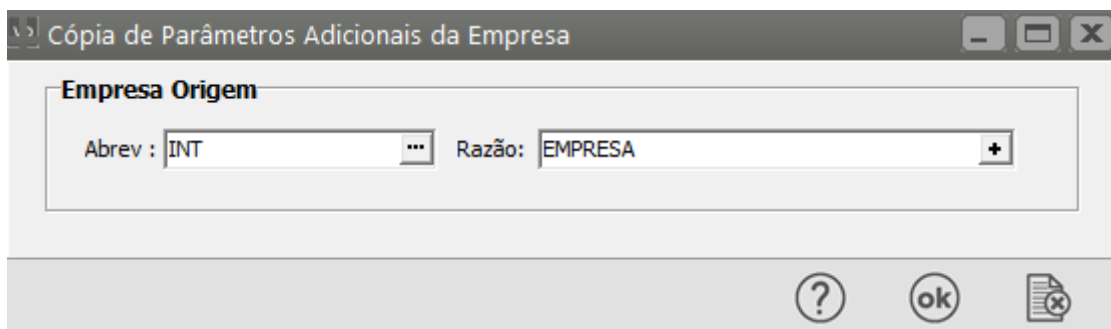 Cópia de Parâmetros Adicionais da Empresa
Empresa Origem
Abrev : INT ... Razão: EMPRESA +
? ok